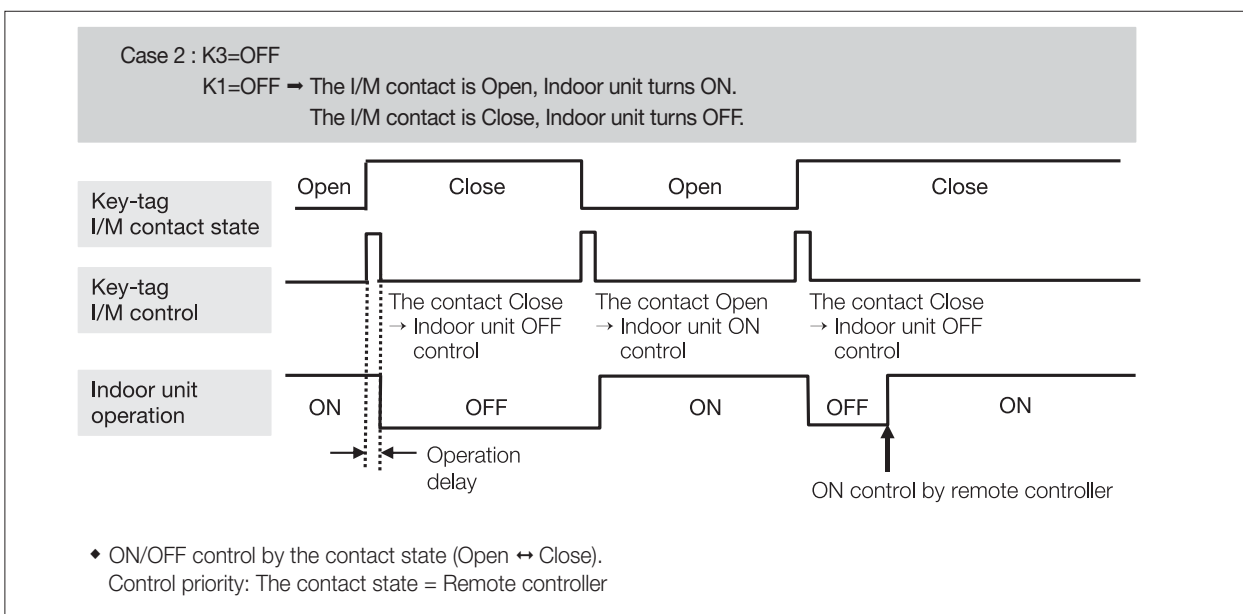 Case 2 : K3=OFF
K1=OFF ➡ The I/M contact is Open, Indoor unit turns ON.
The I/M contact is Close, Indoor unit turns OFF.
Key-tag
I/M contact state
Open
Close
Open
Close
Key-tag
I/M control
The contact Close
→ Indoor unit OFF
control
The contact Open
→ Indoor unit ON
control
The contact Close
→ Indoor unit OFF
control
Indoor unit
operation
ON
OFF
ON
OFF
ON
Operation
delay
ON control by remote controller
◆ ON/OFF control by the contact state (Open ↔ Close).
Control priority: The contact state = Remote controller